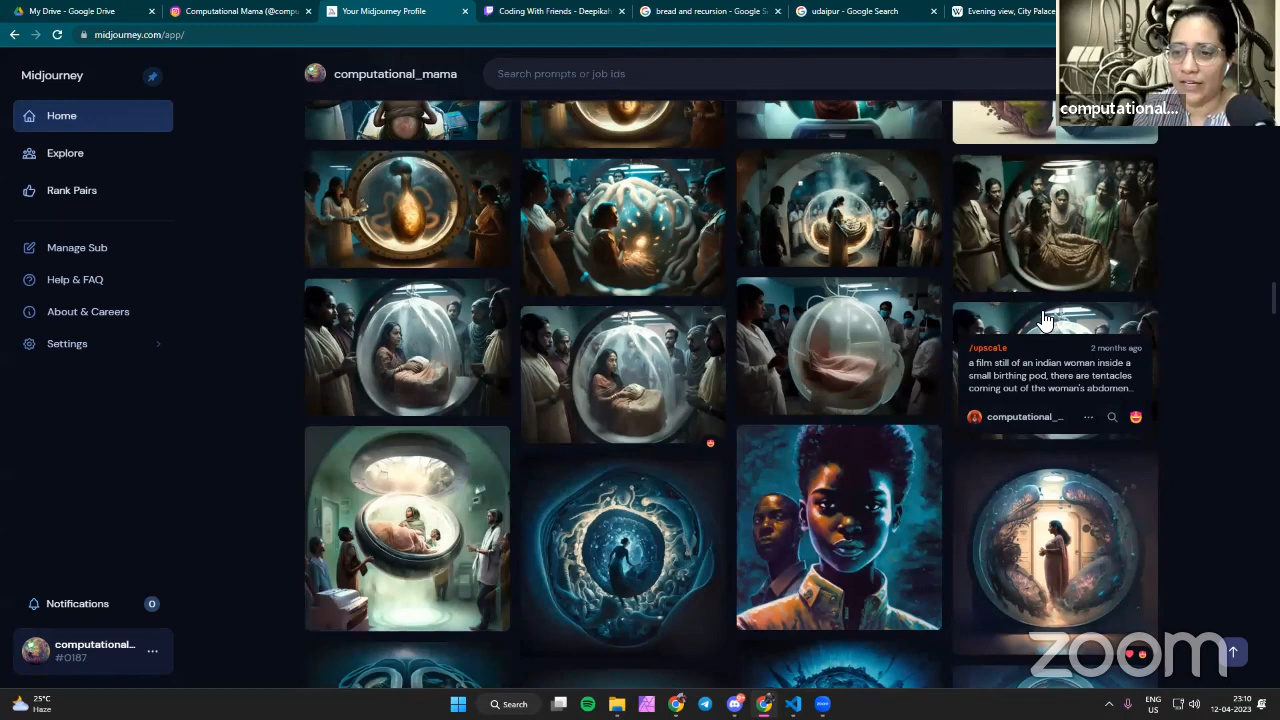 My Drive - Google Drive
Computational Mama (@compu
Your Midjourney Profile
Coding With Friends - Deepikah
bread and recursion - Google S
udaipur - Google Search
Evening view, City Palace
midjourney.com/app/
Midjourney
computational_mama
Search prompts or job ids
computational...
Home
Explore
Rank Pairs
Manage Sub
Help & FAQ
About & Careers
Settings
/upscale
2 months ago
a film still of an indian woman inside a
small birthing pod, there are tentacles
coming out of the woman's abdomen...
computational_...
Notifications
0
computational...
#0187
zoom
25°C
Haze
Search
ENG
US
23:10
12-04-2023